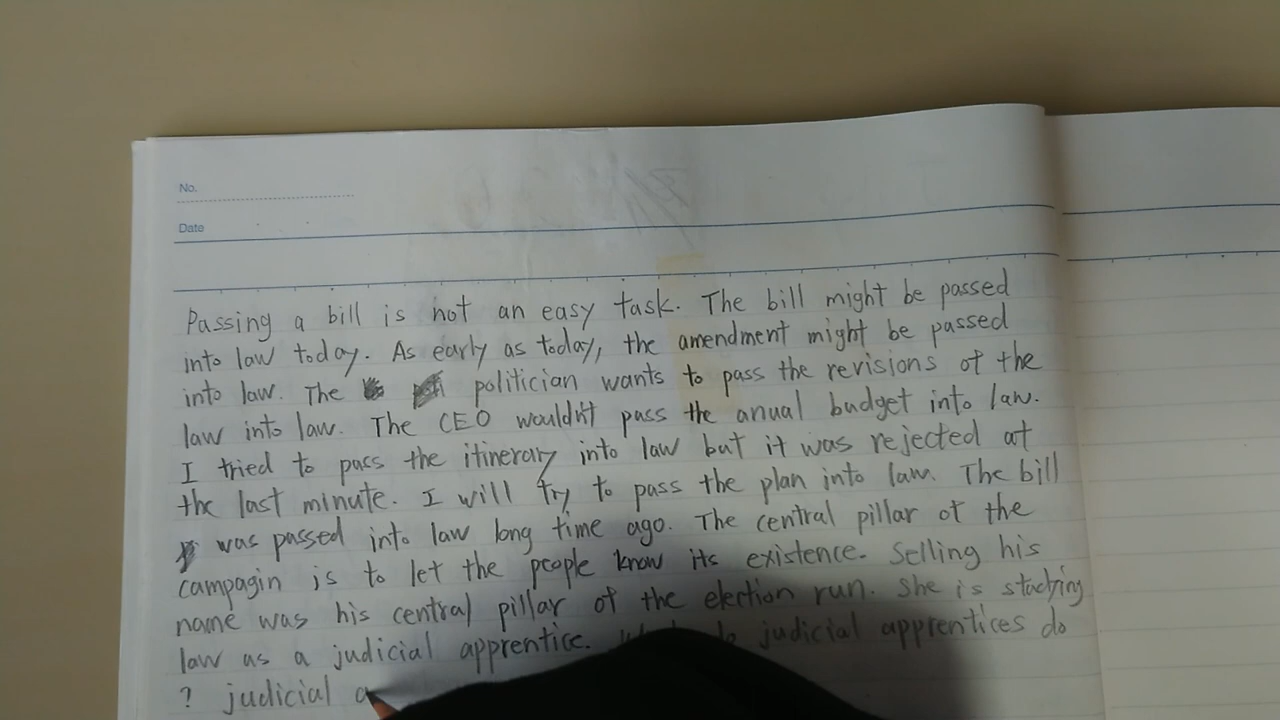 No.
Date
Passing a bill is not an easy task. The bill might be passed
into law today. As early as today, the amendment might be passed
into law. The politician wants to pass the revisions of the
law into law. The CEO wouldn't pass the anual budget into law.
I tried to pass the itinerary into law but it was rejected at
the last minute. I will try to pass the plan into law. The bill
was passed into law long time ago. The central pillar of the
campagin is to let the people know its existence. Selling his
name was his central pillar of the election run. She is studying
law as a judicial apprentice. judicial apprentices do
? judicial a